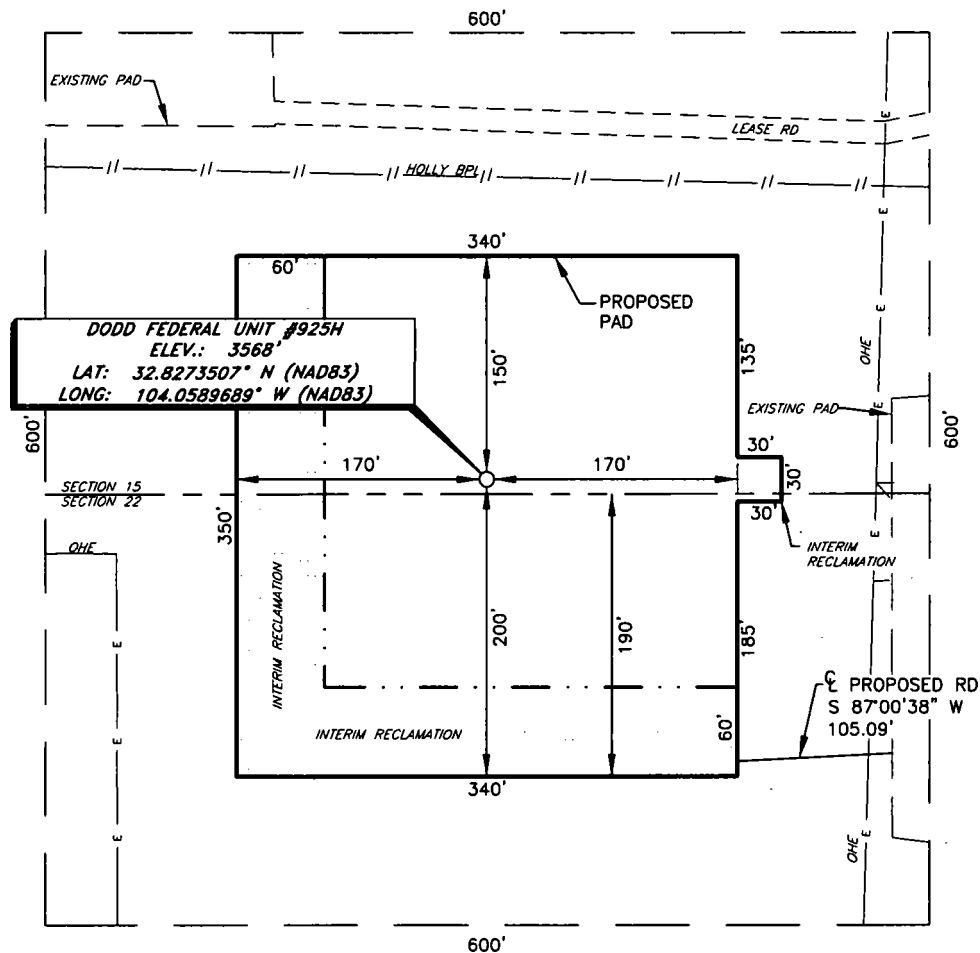 600'
EXISTING PAD
LEASE RD
E
HOLLY BPL
340'
60'
PROPOSED
PAD
E
DODD FEDERAL UNIT #925H
ELEV.: 3568'
LAT: 32.8273507° N (NAD83)
LONG: 104.0589689° W (NAD83)
150'
135'
OHE
EXISTING PAD
600'
600'
E
30'
170'
170'
30'
SECTION 15
SECTION 22
30'
350'
E
OHE
INTERIM
RECLAMATION
INTERIM RECLAMATION
200'
190'
185'
E
E
℄ PROPOSED RD
S 87°00'38" W
105.09'
60'
INTERIM RECLAMATION
340'
E
E
OHE
E
600'